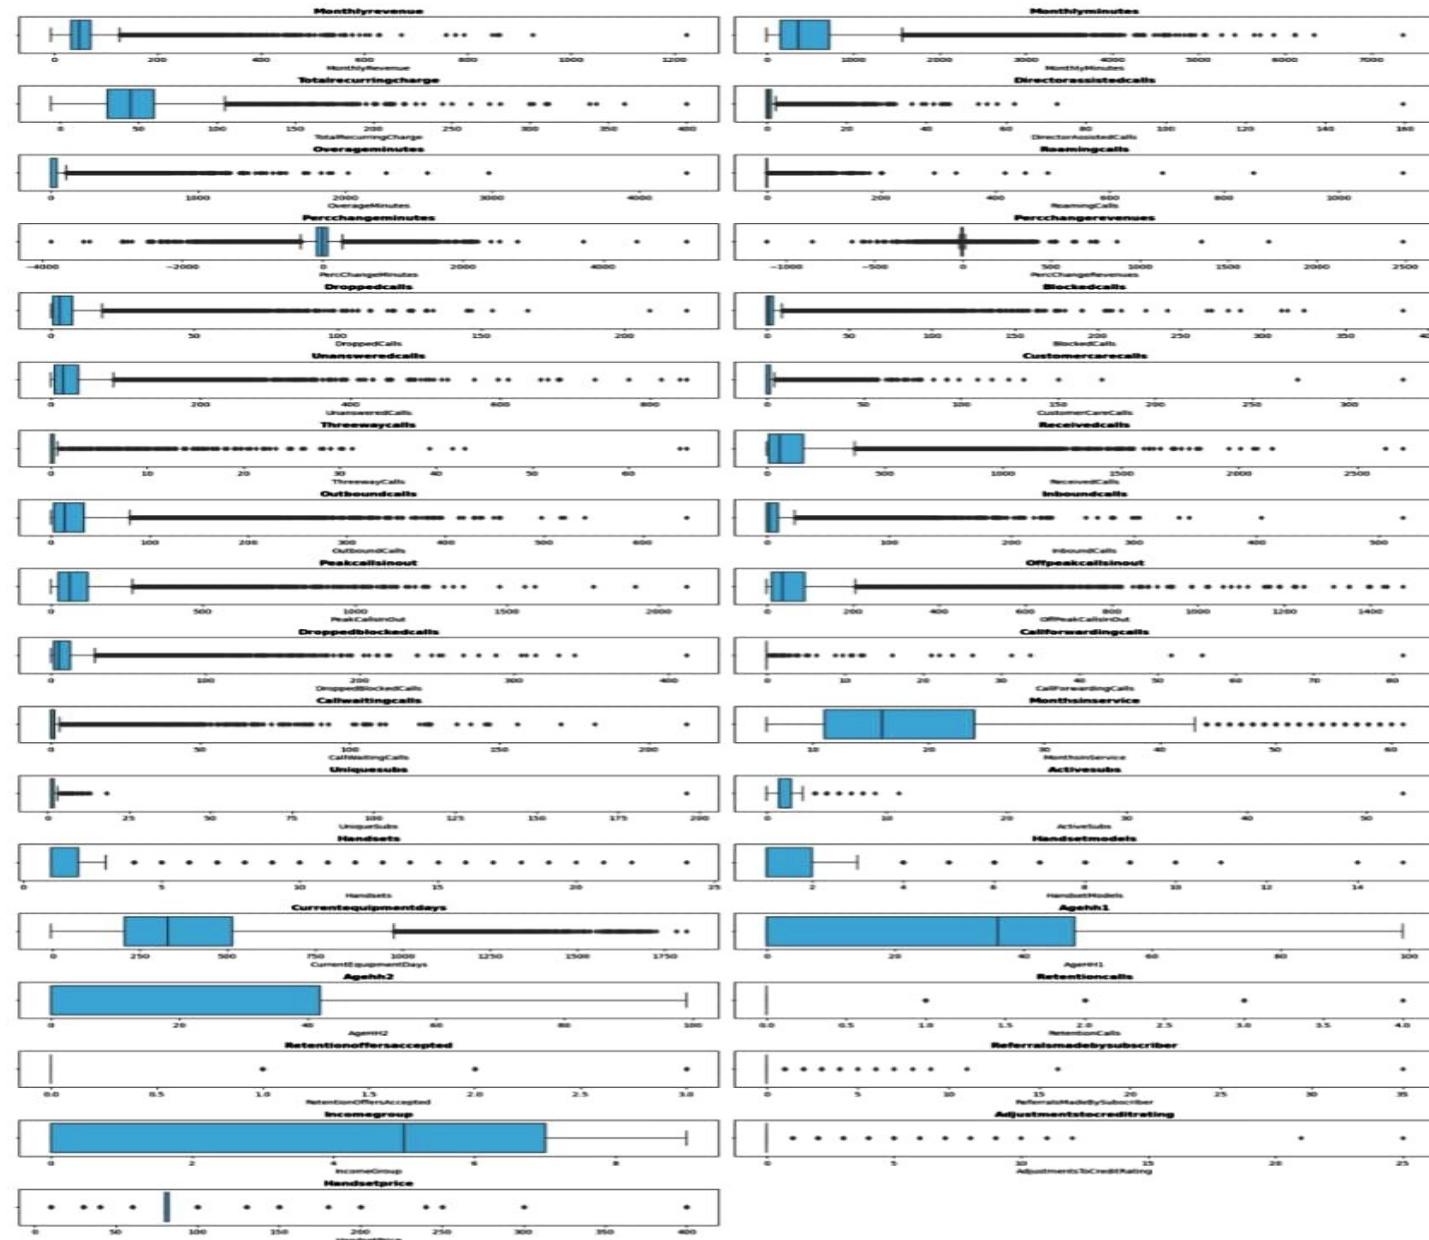 Monthlyrevenue
0 200 400 600 800 1000 1200
MonthlyRevenue
Monthlyminutes
0 1000 2000 3000 4000 5000 6000 7000
MonthlyMinutes
Totalrecurringcharge
0 50 100 150 200 250 300 350 400
TotalRecurringCharge
Directorassistedcalls
0 20 40 60 80 100 120 140 160
DirectorAssistedCalls
Overageminutes
0 1000 2000 3000 4000
OverageMinutes
Roamingcalls
0 200 400 600 800 1000
RoamingCalls
Percchangeminutes
−4000 −2000 0 2000 4000
PercChangeMinutes
Percchangerevenues
−1000 −500 0 500 1000 1500 2000 2500
PercChangeRevenues
Droppedcalls
0 50 100 150 200
DroppedCalls
Blockedcalls
0 50 100 150 200 250 300 350
BlockedCalls
Unansweredcalls
0 200 400 600 800
UnansweredCalls
Customercarecalls
0 50 100 150 200 250 300
CustomerCareCalls
Threewaycalls
0 10 20 30 40 50 60
ThreewayCalls
Receivedcalls
0 500 1000 1500 2000 2500
ReceivedCalls
Outboundcalls
0 100 200 300 400 500 600
OutboundCalls
Inboundcalls
0 100 200 300 400 500
InboundCalls
Peakcallsinout
0 500 1000 1500 2000
PeakCallsInOut
Offpeakcallsinout
0 200 400 600 800 1000 1200 1400
OffPeakCallsInOut
Droppedblockedcalls
0 100 200 300 400
DroppedBlockedCalls
Callforwardingcalls
0 10 20 30 40 50 60 70 80
CallForwardingCalls
Callwaitingcalls
0 50 100 150 200
CallWaitingCalls
Monthsinservice
10 20 30 40 50 60
MonthsInService
Uniquesubs
0 25 50 75 100 125 150 175 200
UniqueSubs
Activesubs
0 10 20 30 40 50
ActiveSubs
Handsets
0 5 10 15 20 25
Handsets
Handsetmodels
2 4 6 8 10 12 14
HandsetModels
Currentequipmentdays
0 250 500 750 1000 1250 1500 1750
CurrentEquipmentDays
Agehh1
0 20 40 60 80 100
AgeHH1
Agehh2
0 20 40 60 80 100
AgeHH2
Retentioncalls
0.0 0.5 1.0 1.5 2.0 2.5 3.0 3.5 4.0
RetentionCalls
Retentionoffersaccepted
0.0 0.5 1.0 1.5 2.0 2.5 3.0
RetentionOffersAccepted
Referralsmadebysubscriber
0 5 10 15 20 25 30 35
ReferralsMadeBySubscriber
Incomegroup
0 2 4 6 8
IncomeGroup
Adjustmentstocreditrating
0 5 10 15 20 25
AdjustmentsToCreditRating
Handsetprice
0 50 100 150 200 250 300 350 400